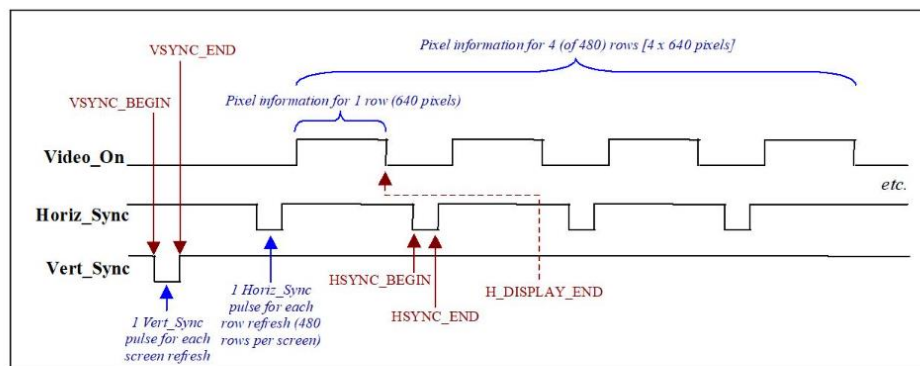 Pixel information for 4 (of 480) rows [4 x 640 pixels]
VSYNC_END
Pixel information for 1 row (640 pixels)
VSYNC_BEGIN
Video_On
etc.
Horiz_Sync
Vert_Sync
HSYNC_BEGIN
H_DISPLAY_END
HSYNC_END
1 Horiz_Sync
pulse for each
row refresh (480
rows per screen)
1 Vert_Sync
pulse for each
screen refresh